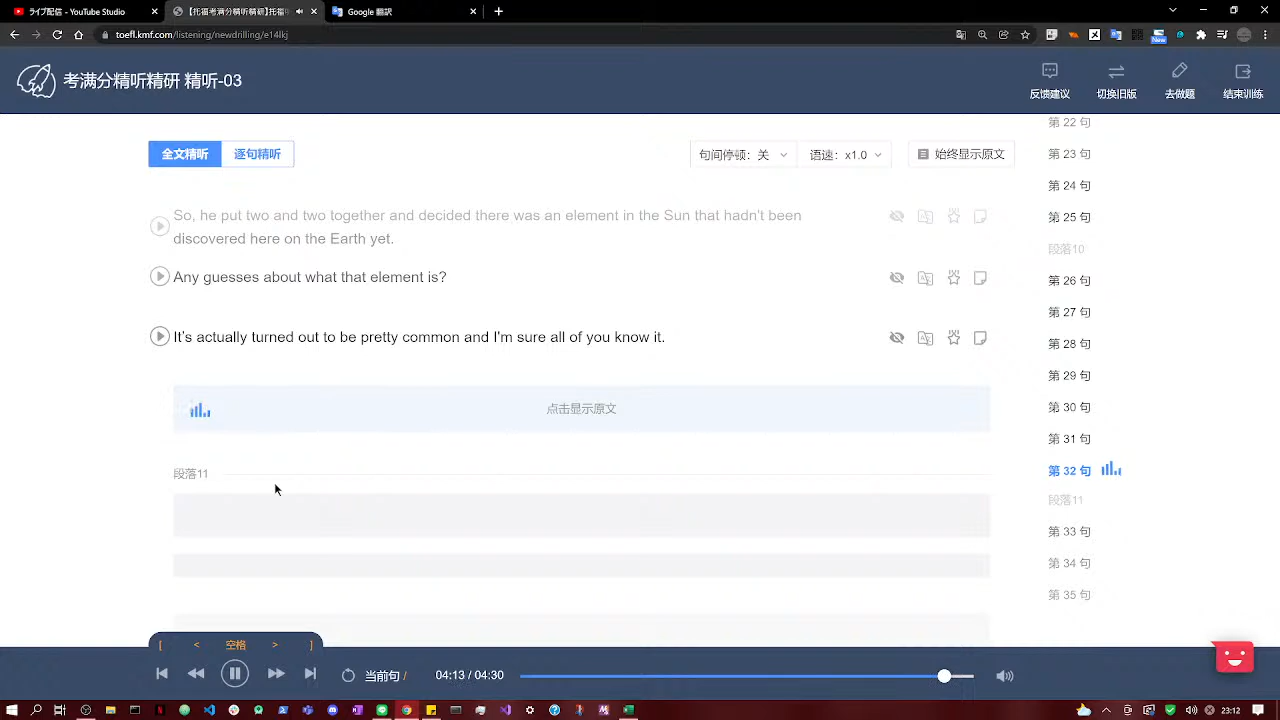 ライブ配信 - YouTube Studio
【托福考满分精听精研】托福
Google 翻訳
toefl.kmf.com/listening/newdrilling/e14lkj
New
考满分精听精研 精听-03
反馈建议
切换旧版
去做题
结束训练
全文精听
逐句精听
句间停顿：关
语速：x1.0
始终显示原文
So, he put two and two together and decided there was an element in the Sun that hadn't been
discovered here on the Earth yet.
Any guesses about what that element is?
It's actually turned out to be pretty common and I'm sure all of you know it.
点击显示原文
段落11
第 22 句
第 23 句
第 24 句
第 25 句
段落10
第 26 句
第 27 句
第 28 句
第 29 句
第 30 句
第 31 句
第 32 句
段落11
第 33 句
第 34 句
第 35 句
[ < 空格 > ]
当前句 /
04:13 / 04:30
23:12